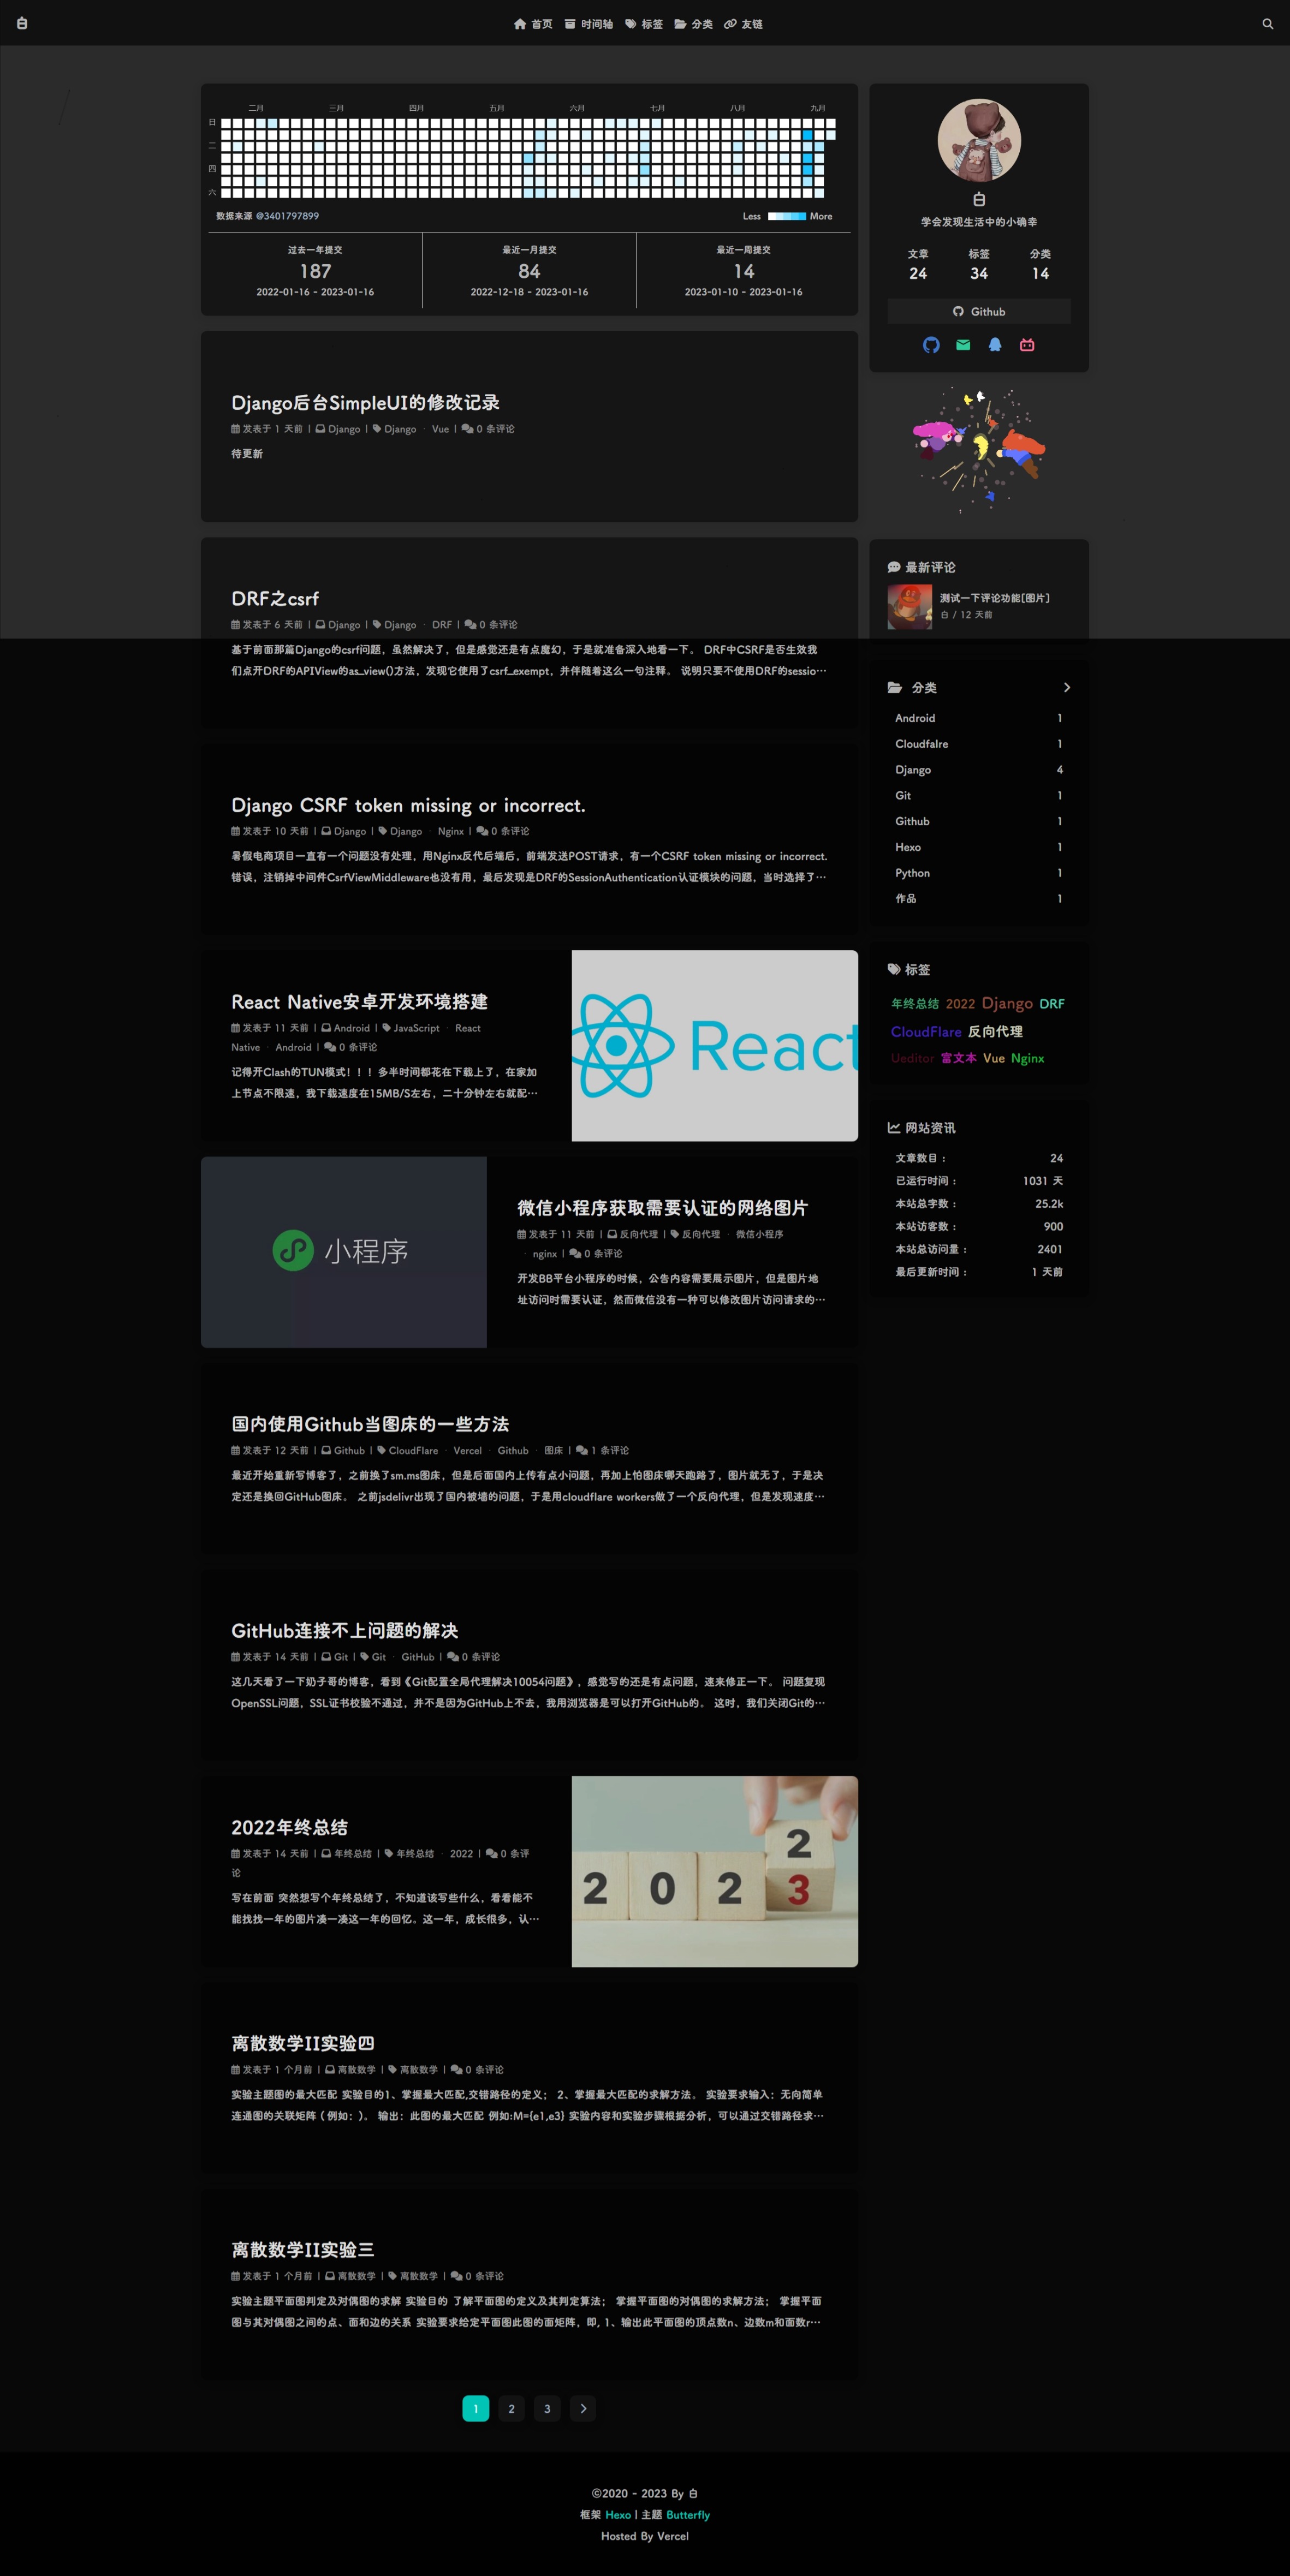 白
首页 时间轴 标签 分类 友链
二月 三月 四月 五月 六月 七月 八月 九月
日
二
四
六
数据来源 @3401797899
Less More
过去一年提交
187
2022-01-16 - 2023-01-16
最近一月提交
84
2022-12-18 - 2023-01-16
最近一周提交
14
2023-01-10 - 2023-01-16
Django后台SimpleUI的修改记录
发表于 1 天前 | Django | Django · Vue | 0 条评论
待更新
DRF之csrf
发表于 6 天前 | Django | Django · DRF | 0 条评论
基于前面那篇Django的csrf问题，虽然解决了，但是感觉还是有点魔幻，于是就准备深入地看一下。 DRF中CSRF是否生效我
们点开DRF的APIView的as_view()方法，发现它使用了csrf_exempt，并伴随着这么一句注释。 说明只要不使用DRF的sessio…
Django CSRF token missing or incorrect.
发表于 10 天前 | Django | Django · Nginx | 0 条评论
暑假电商项目一直有一个问题没有处理，用Nginx反代后端后，前端发送POST请求，有一个CSRF token missing or incorrect.
错误，注销掉中间件CsrfViewMiddleware也没有用，最后发现是DRF的SessionAuthentication认证模块的问题，当时选择了…
React Native安卓开发环境搭建
发表于 11 天前 | Android | JavaScript · React
Native · Android | 0 条评论
记得开Clash的TUN模式！！！多半时间都花在下载上了，在家加
上节点不限速，我下载速度在15MB/S左右，二十分钟左右就配…
React
小程序
微信小程序获取需要认证的网络图片
发表于 11 天前 | 反向代理 | 反向代理 · 微信小程序
· nginx | 0 条评论
开发BB平台小程序的时候，公告内容需要展示图片，但是图片地
址访问时需要认证，然而微信没有一种可以修改图片访问请求的…
国内使用Github当图床的一些方法
发表于 12 天前 | Github | CloudFlare · Vercel · Github · 图床 | 1 条评论
最近开始重新写博客了，之前换了sm.ms图床，但是后面国内上传有点小问题，再加上怕图床哪天跑路了，图片就无了，于是决
定还是换回GitHub图床。 之前jsdelivr出现了国内被墙的问题，于是用cloudflare workers做了一个反向代理，但是发现速度…
GitHub连接不上问题的解决
发表于 14 天前 | Git | Git · GitHub | 0 条评论
这几天看了一下奶子哥的博客，看到《Git配置全局代理解决10054问题》，感觉写的还是有点问题，速来修正一下。 问题复现
OpenSSL问题，SSL证书校验不通过，并不是因为GitHub上不去，我用浏览器是可以打开GitHub的。 这时，我们关闭Git的…
2022年终总结
发表于 14 天前 | 年终总结 | 年终总结 · 2022 | 0 条评
论
写在前面 突然想写个年终总结了，不知道该写些什么，看看能不
能找找一年的图片凑一凑这一年的回忆。这一年，成长很多，认…
2
2 0 2 3
离散数学II实验四
发表于 1 个月前 | 离散数学 | 离散数学 | 0 条评论
实验主题图的最大匹配 实验目的1、掌握最大匹配,交错路径的定义； 2、掌握最大匹配的求解方法。 实验要求输入：无向简单
连通图的关联矩阵（例如：）。 输出：此图的最大匹配 例如:M={e1,e3} 实验内容和实验步骤根据分析，可以通过交错路径求…
离散数学II实验三
发表于 1 个月前 | 离散数学 | 离散数学 | 0 条评论
实验主题平面图判定及对偶图的求解 实验目的 了解平面图的定义及其判定算法； 掌握平面图的对偶图的求解方法； 掌握平面
图与其对偶图之间的点、面和边的关系 实验要求给定平面图此图的面矩阵，即, 1、输出此平面图的顶点数n、边数m和面数r…
1 2 3
白
学会发现生活中的小确幸
文章 标签 分类
24 34 14
Github
最新评论
测试一下评论功能[图片]
白 / 12 天前
分类
Android 1
Cloudfalre 1
Django 4
Git 1
Github 1
Hexo 1
Python 1
作品 1
标签
年终总结 2022 Django DRF
CloudFlare 反向代理
Ueditor 富文本 Vue Nginx
网站资讯
文章数目 : 24
已运行时间 : 1031 天
本站总字数 : 25.2k
本站访客数 : 900
本站总访问量 : 2401
最后更新时间 : 1 天前
©2020 - 2023 By 白
框架 Hexo | 主题 Butterfly
Hosted By Vercel